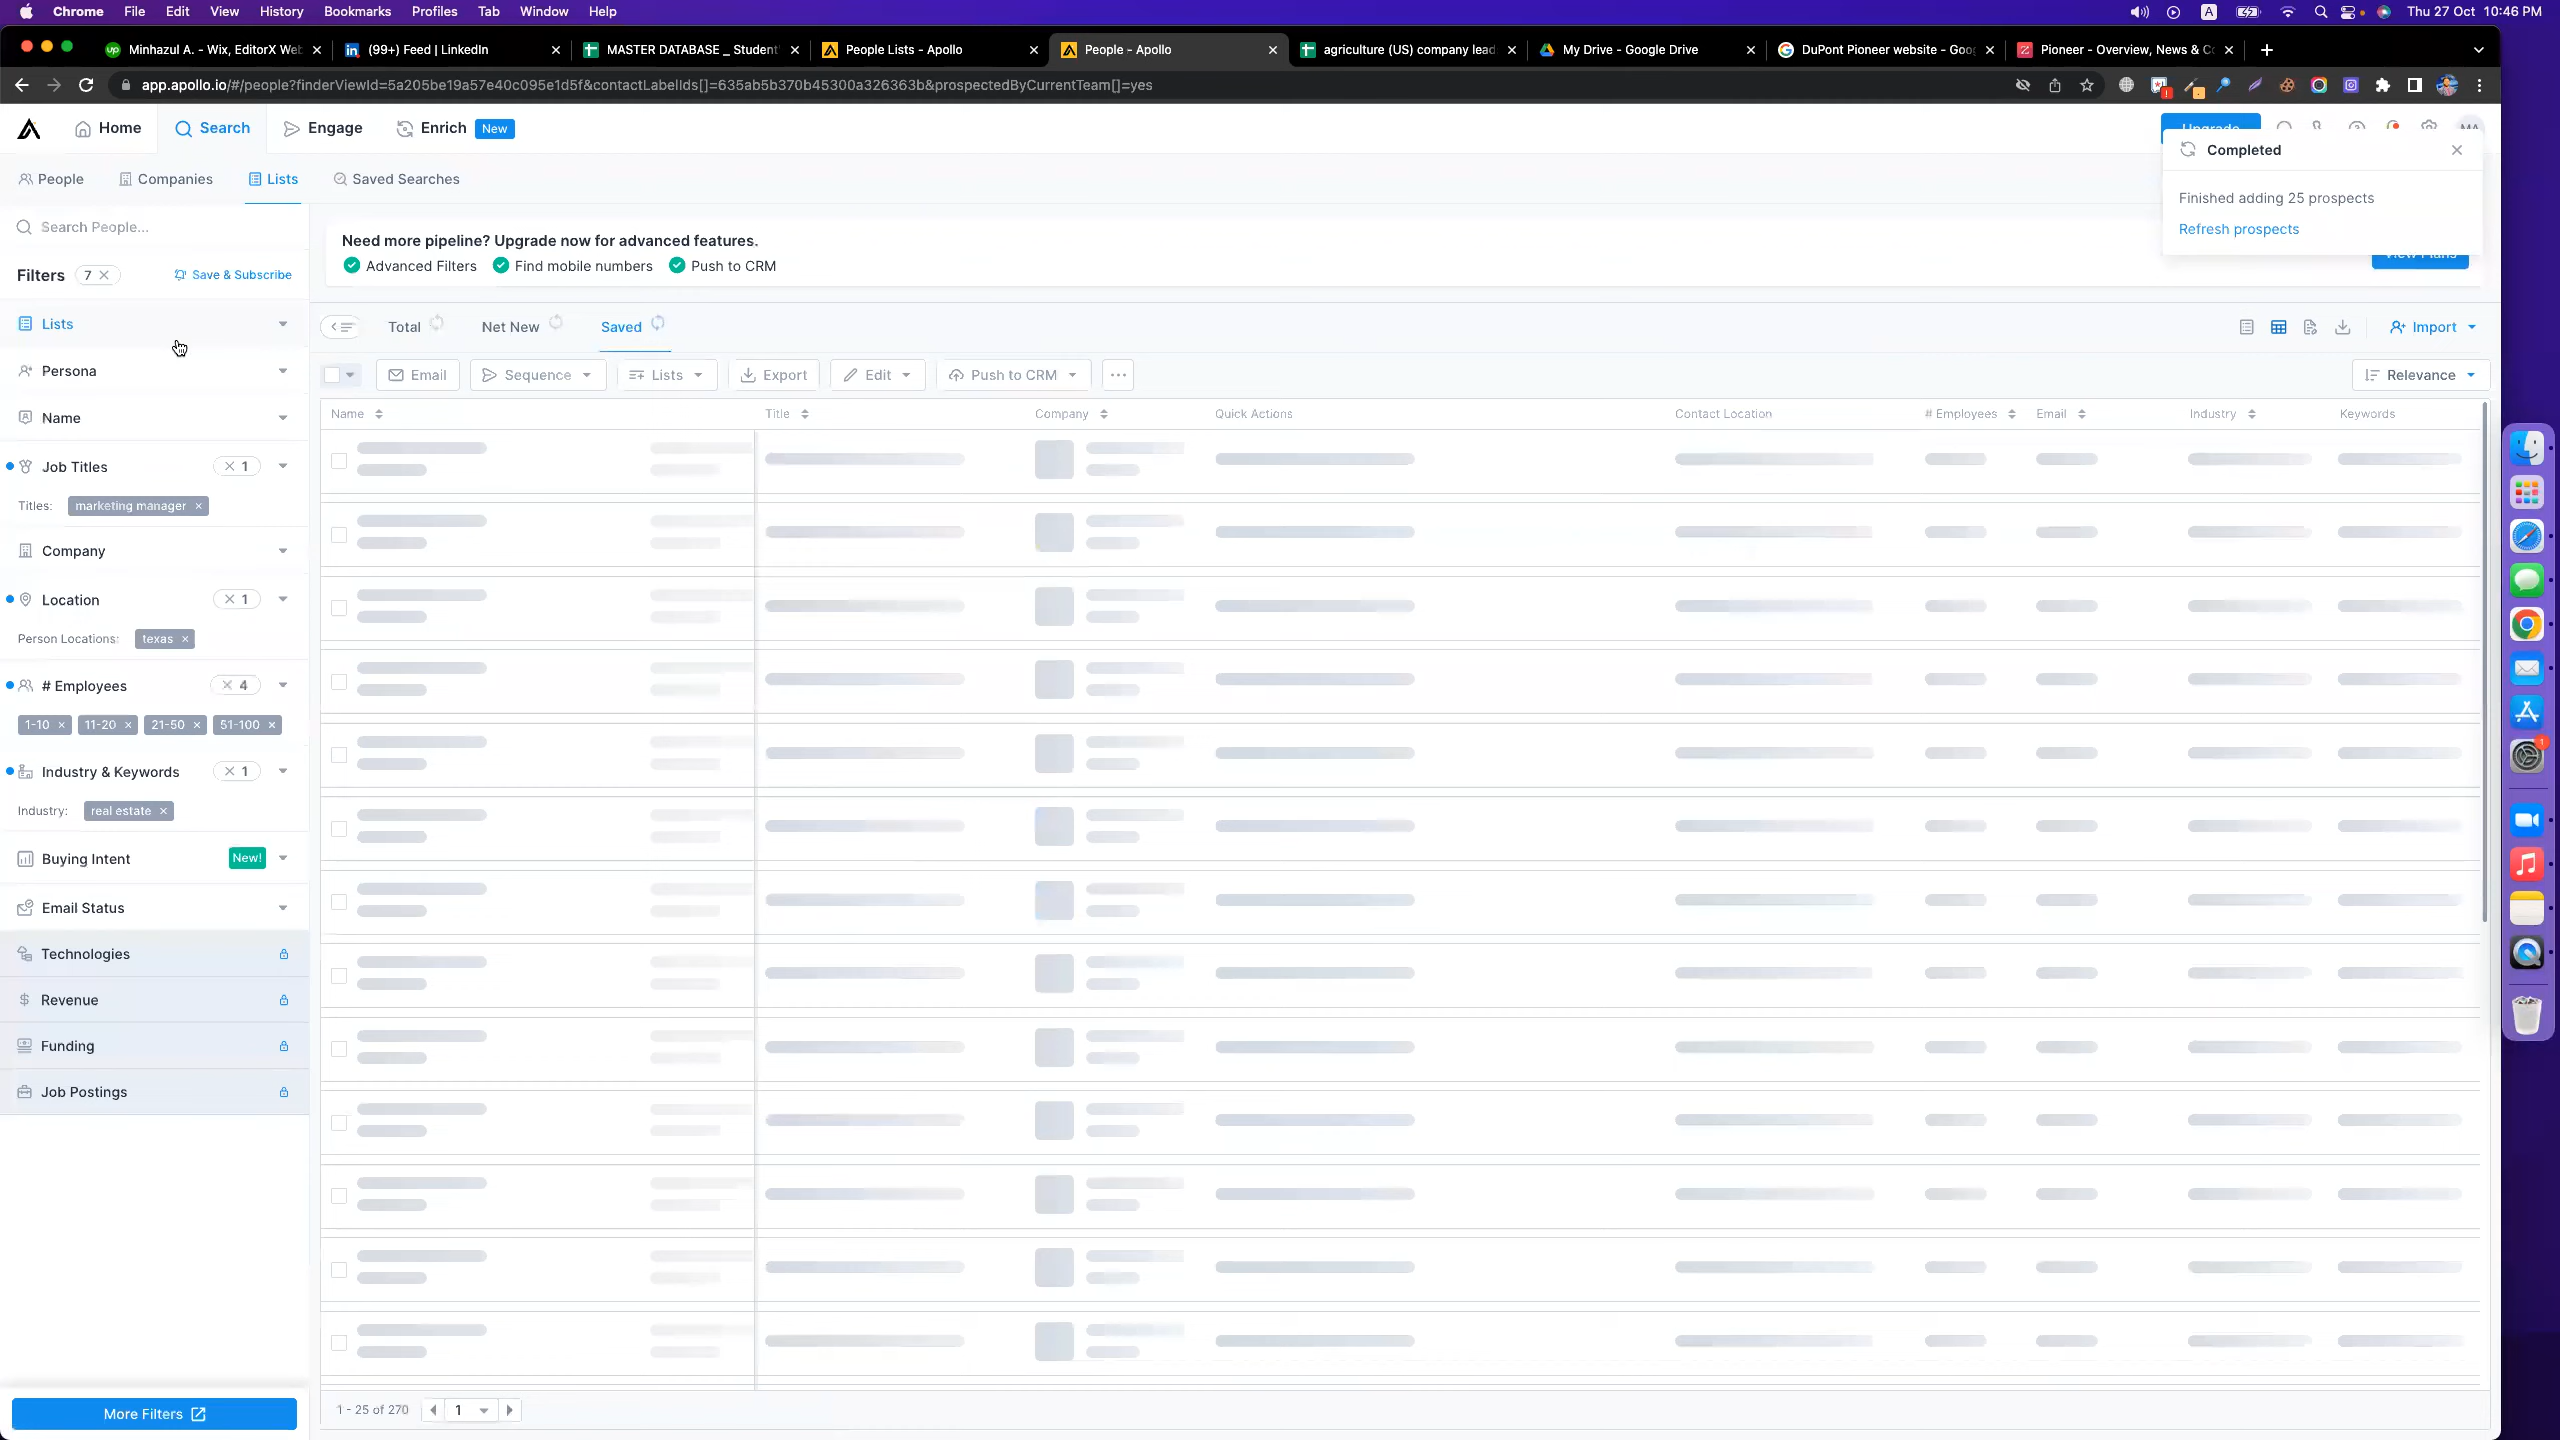 Chrome File Edit View History Bookmarks Profiles Tab Window Help
A Thu 27 Oct 10:46 PM
Minhazul A. - Wix, EditorX Web
(99+) Feed | LinkedIn
MASTER DATABASE _ Student'
People Lists - Apollo
People - Apollo
agriculture (US) company lead
My Drive - Google Drive
DuPont Pioneer website - Goog
Pioneer - Overview, News & Co
app.apollo.io/#/people?finderViewId=5a205be19a57e40c095e1d5f&contactLabelIds[]=635ab5b370b45300a326363b&prospectedByCurrentTeam[]=yes
Home Search Engage Enrich New
Upgrade
MA
Completed
Finished adding 25 prospects
Refresh prospects
People Companies Lists Saved Searches
Search People...
Need more pipeline? Upgrade now for advanced features.
Advanced Filters Find mobile numbers Push to CRM
View Plans
Filters 7 Save & Subscribe
Lists
Persona
Name
Job Titles 1
Titles: marketing manager
Company
Location 1
Person Locations: texas
# Employees 4
1-10 11-20 21-50 51-100
Industry & Keywords 1
Industry: real estate
Buying Intent New!
Email Status
Technologies
Revenue
Funding
Job Postings
More Filters
Total Net New Saved
Import
Email Sequence Lists Export Edit Push to CRM ...
Relevance
Name Title Company Quick Actions Contact Location # Employees Email Industry Keywords
1 - 25 of 270 1